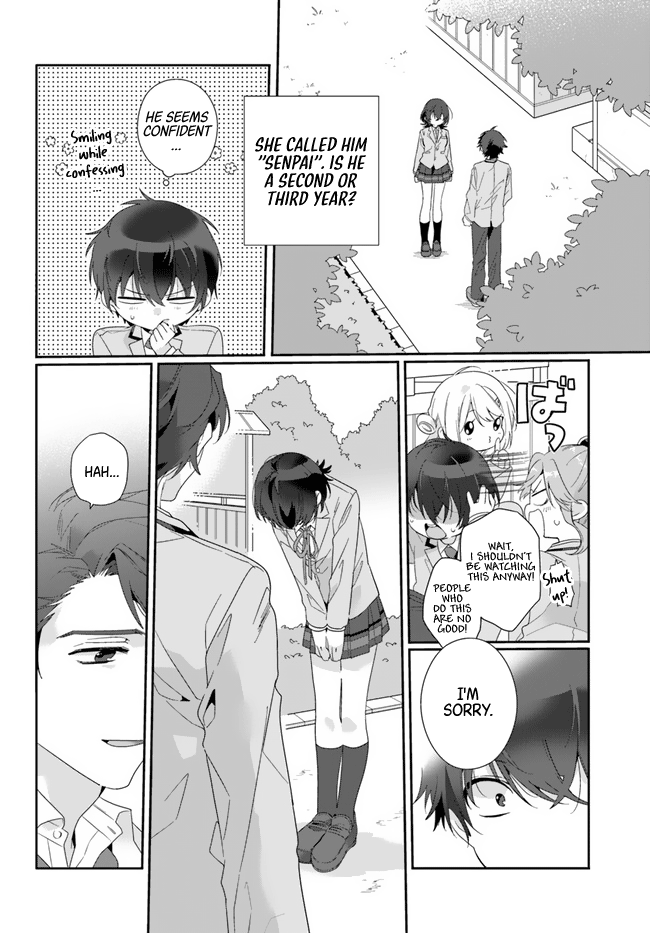 SHE CALLED HIM
"SENPAI". IS HE
A SECOND OR
THIRD YEAR?
HE SEEMS
CONFIDENT
...
Smiling
while
confessing
...
ばっ
WAIT,
I SHOULDN'T
BE WATCHING
THIS ANYWAY!
PEOPLE
WHO
DO THIS
ARE NO
GOOD!
Shut
up!
I'M
SORRY.
HAH...